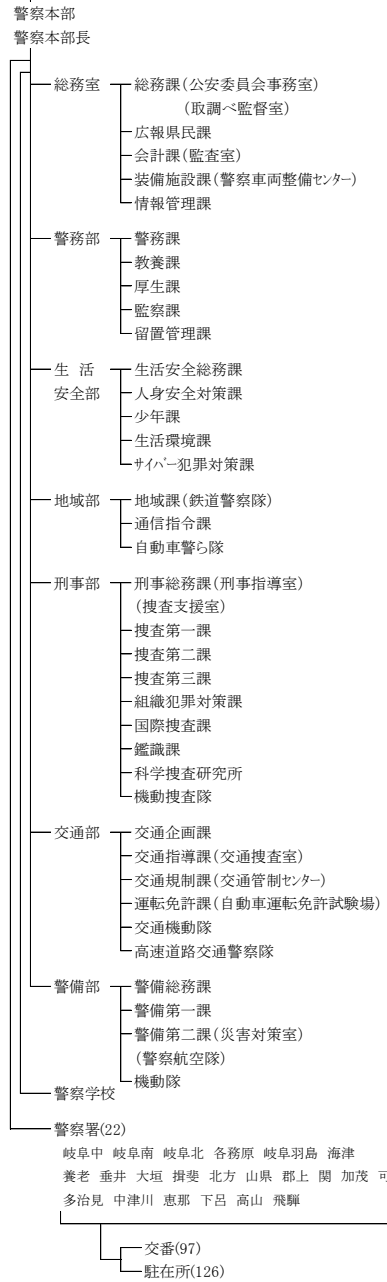 警察本部
警察本部長
総務室 総務課(公安委員会事務室)
(取調べ監督室)
広報県民課
会計課(監査室)
装備施設課(警察車両整備センター)
情報管理課
警務部 警務課
教養課
厚生課
監察課
留置管理課
生 活 生活安全総務課
安全部 人身安全対策課
少年課
生活環境課
サイバー犯罪対策課
地域部 地域課(鉄道警察隊)
通信指令課
自動車警ら隊
刑事部 刑事総務課(刑事指導室)
(捜査支援室)
捜査第一課
捜査第二課
捜査第三課
組織犯罪対策課
国際捜査課
鑑識課
科学捜査研究所
機動捜査隊
交通部 交通企画課
交通指導課(交通捜査室)
交通規制課(交通管制センター)
運転免許課(自動車運転免許試験場)
交通機動隊
高速道路交通警察隊
警備部 警備総務課
警備第一課
警備第二課(災害対策室)
(警察航空隊)
機動隊
警察学校
警察署(22)
岐阜中 岐阜南 岐阜北 各務原 岐阜羽島 海津
養老 垂井 大垣 揖斐 北方 山県 郡上 関 加茂 可
多治見 中津川 恵那 下呂 高山 飛騨
交番(97)
駐在所(126)